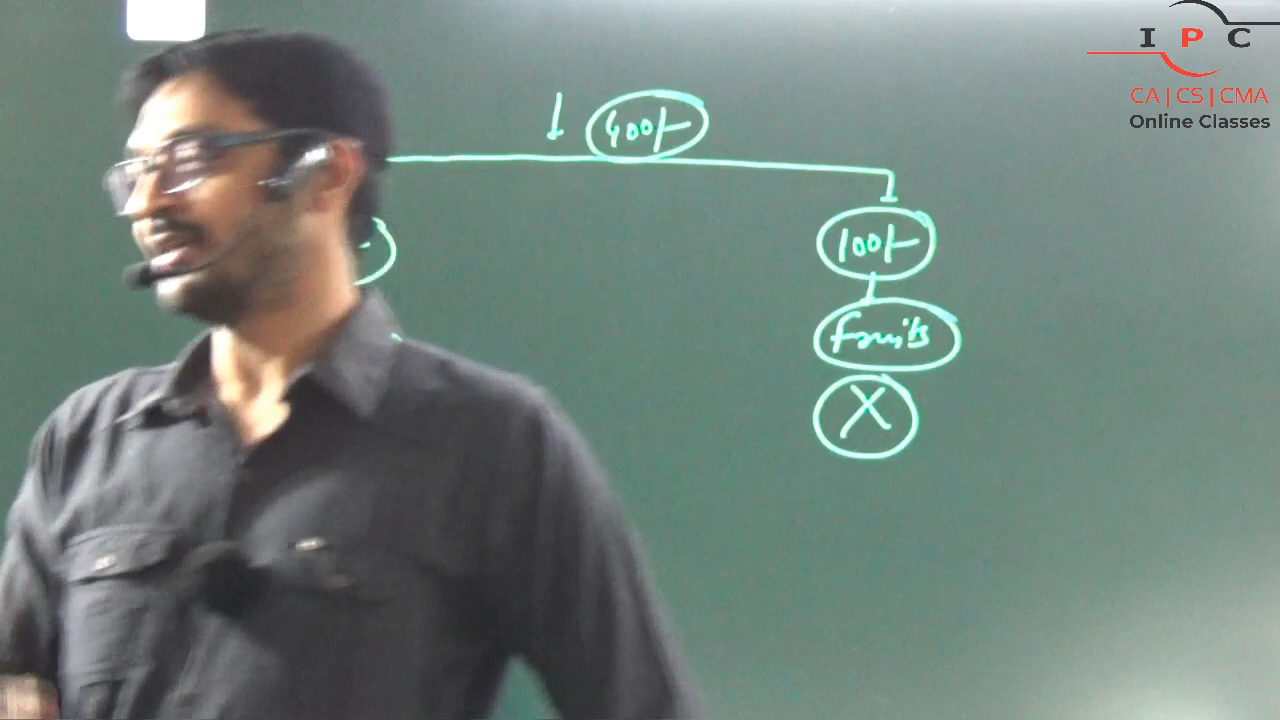 I P C
CA | CS | CMA
Online Classes
400/-
100/-
fruits
X